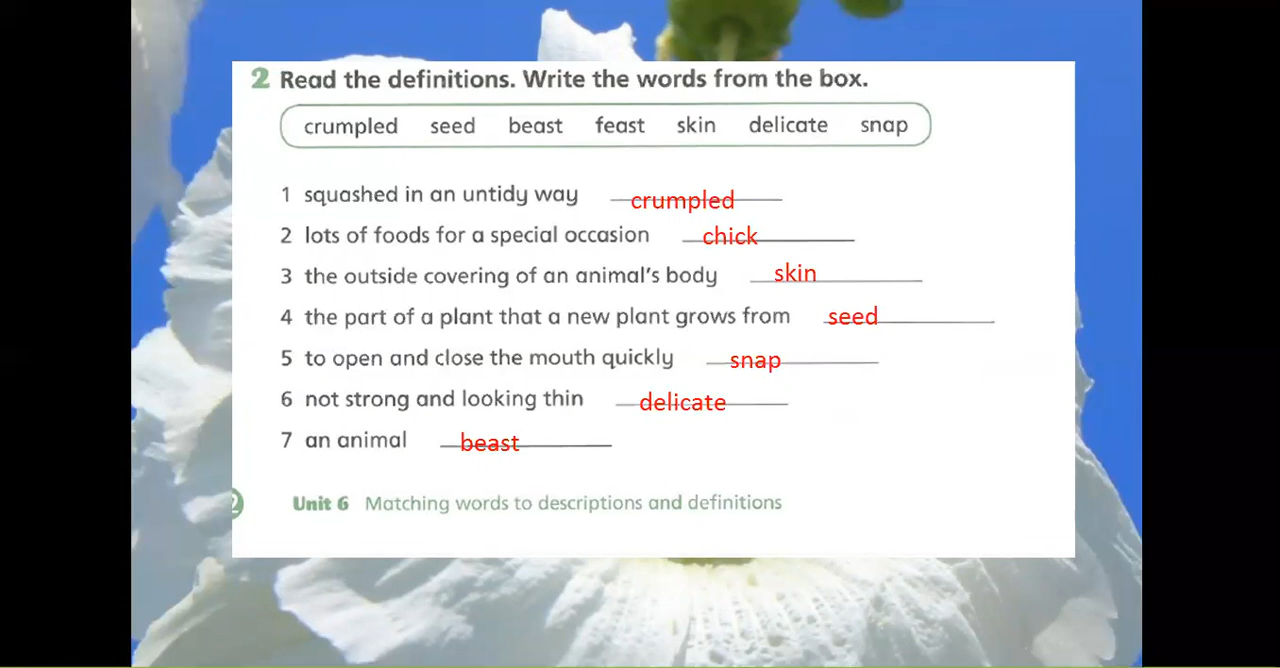 2 Read the definitions. Write the words from the box.
crumpled seed beast feast skin delicate snap
1 squashed in an untidy way crumpled
2 lots of foods for a special occasion chick
3 the outside covering of an animal's body skin
4 the part of a plant that a new plant grows from seed
5 to open and close the mouth quickly snap
6 not strong and looking thin delicate
7 an animal beast
2 Unit 6 Matching words to descriptions and definitions